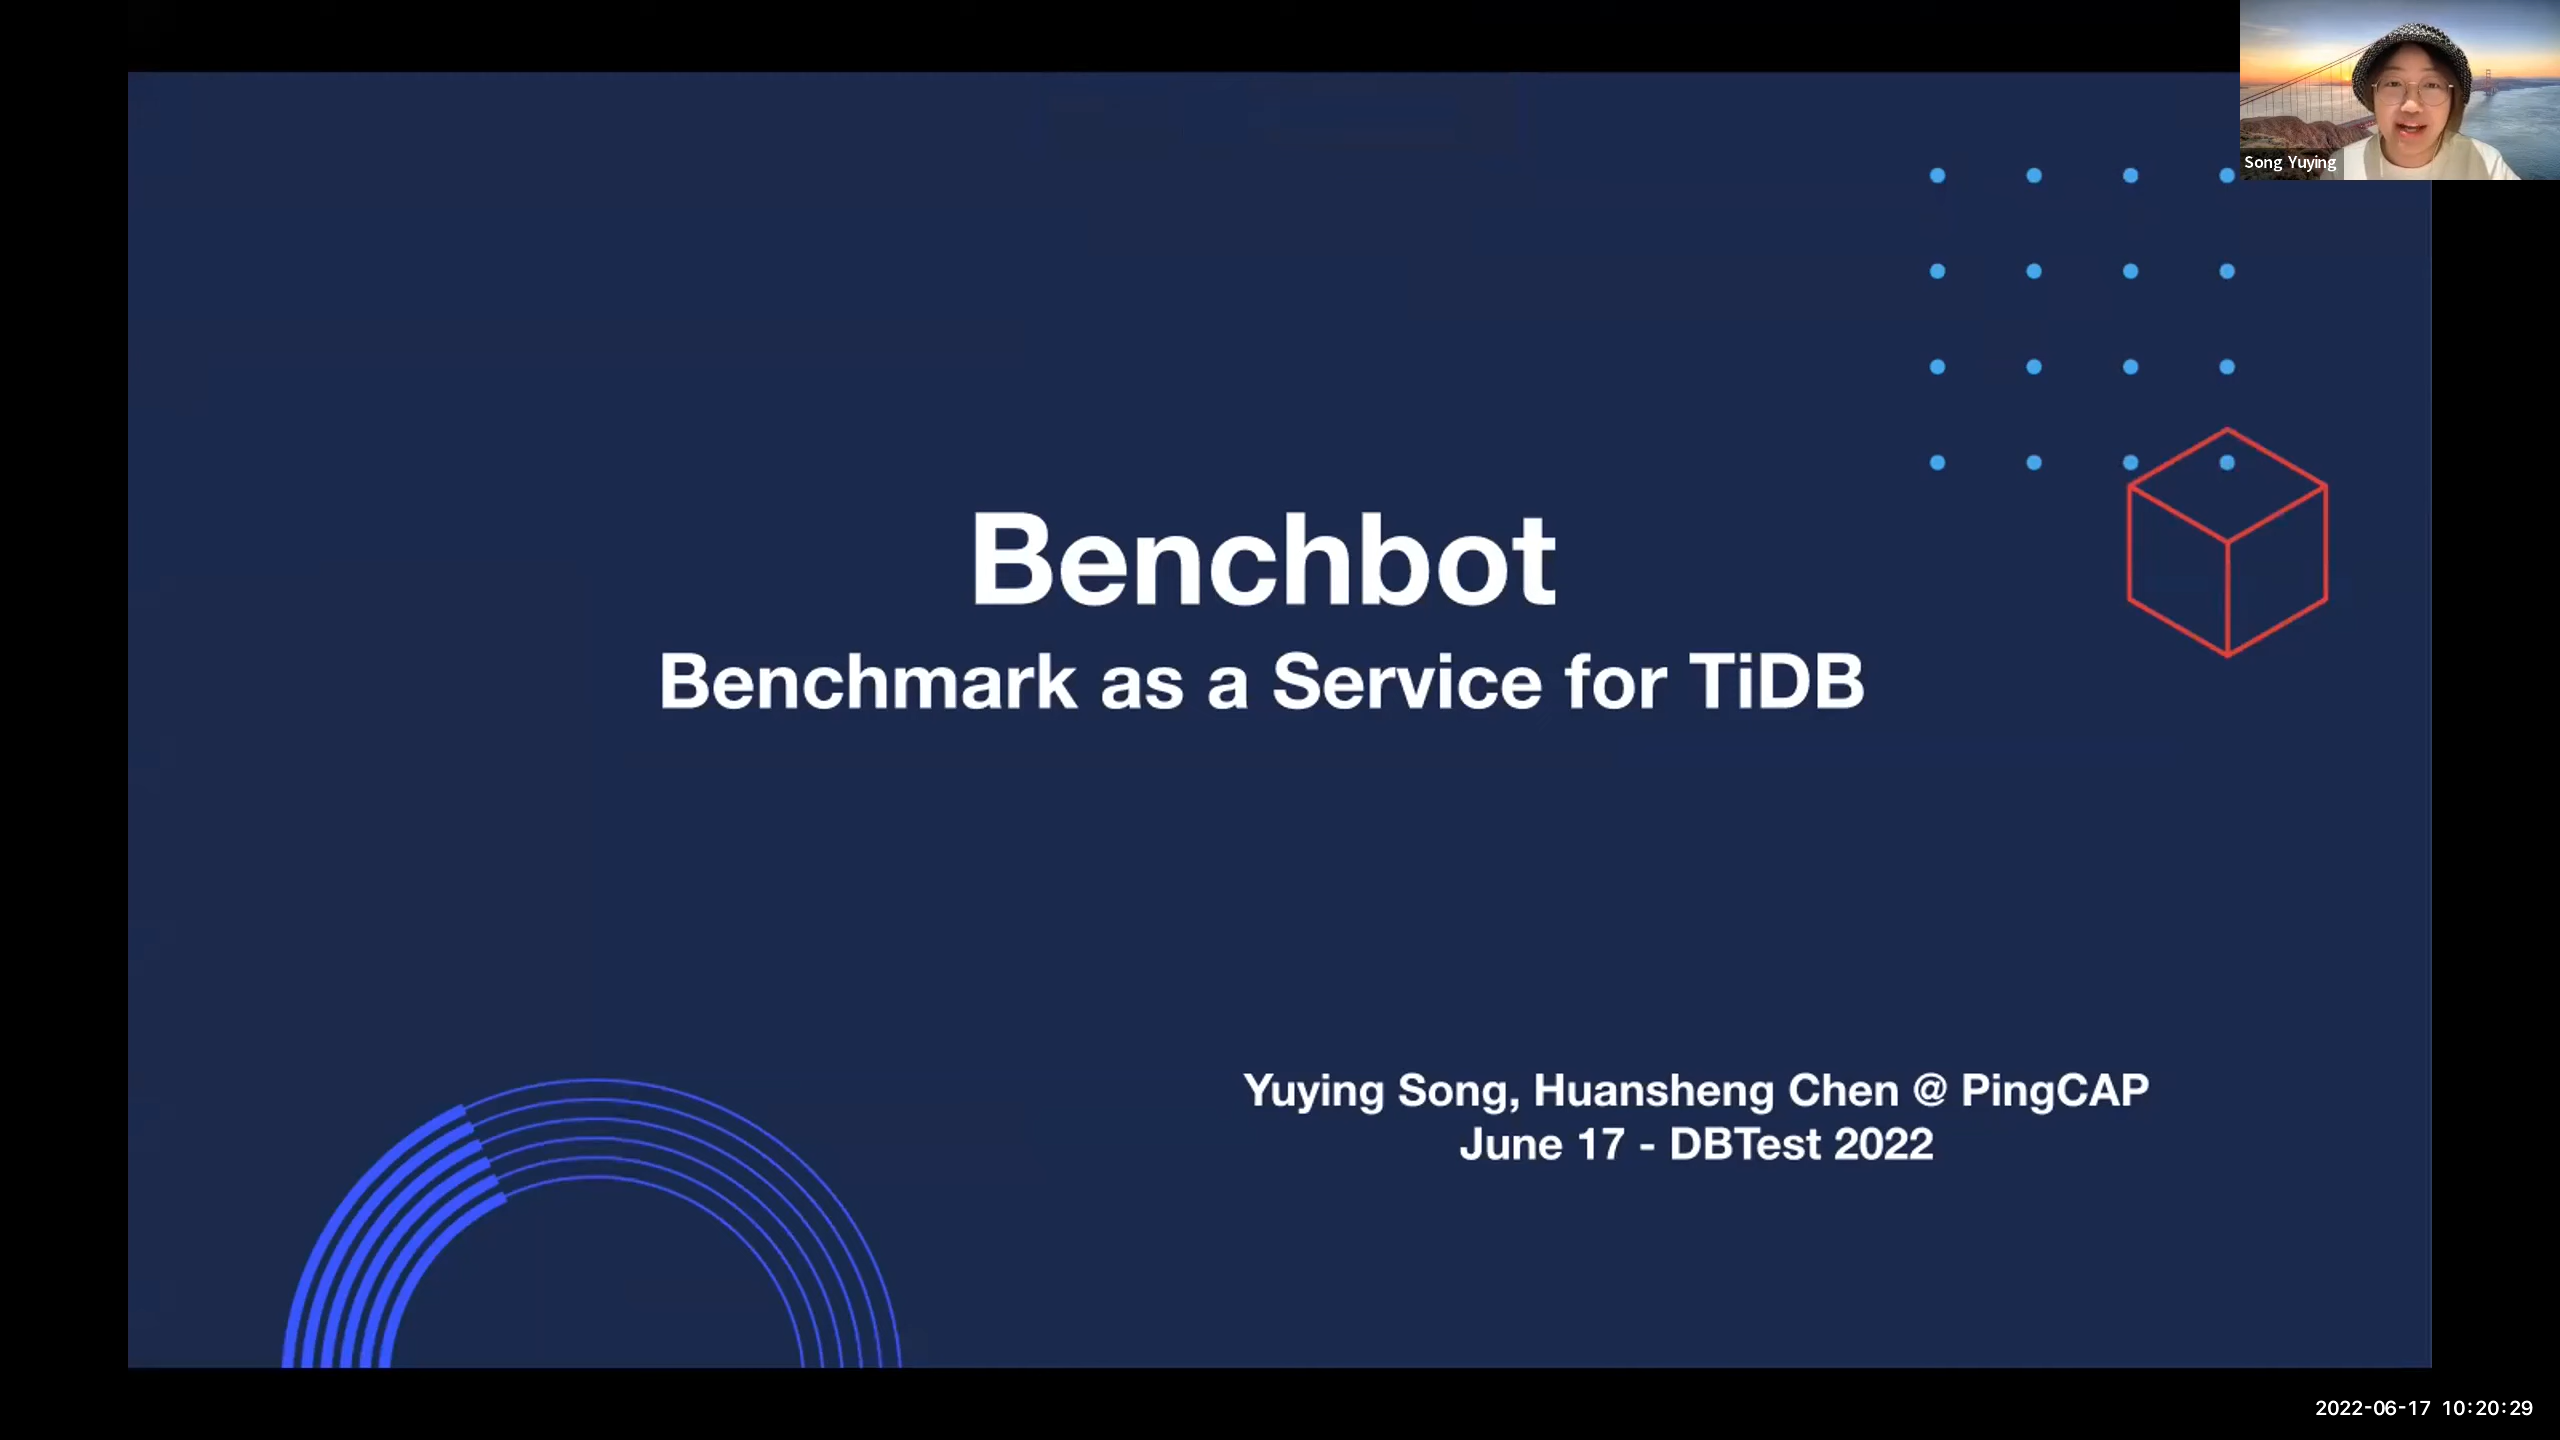 Song Yuying
Benchbot
Benchmark as a Service for TiDB
Yuying Song, Huansheng Chen @ PingCAP
June 17 - DBTest 2022
2022-06-17 10:20:29